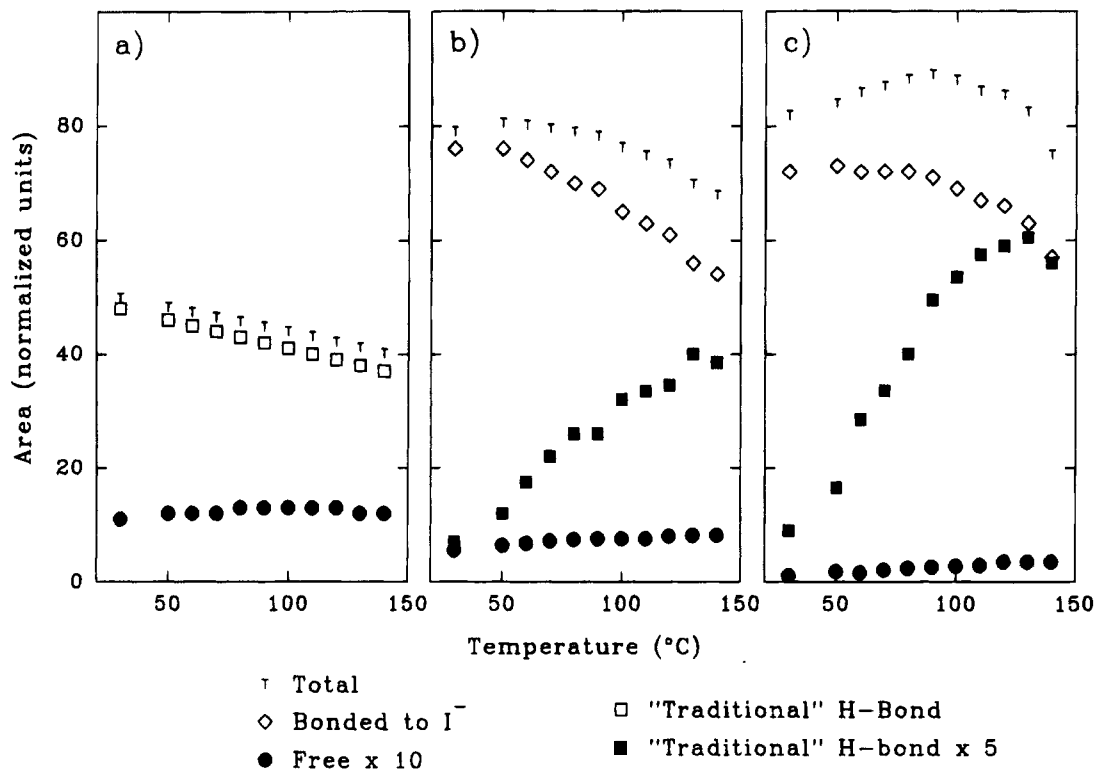 a)
b)
c)
80
60
40
20
0
Area (normalized units)
50 100 150 50 100 150 50 100 150
Temperature (°C)
T Total
◇ Bonded to I⁻
● Free x 10
□ "Traditional" H-Bond
■ "Traditional" H-bond x 5